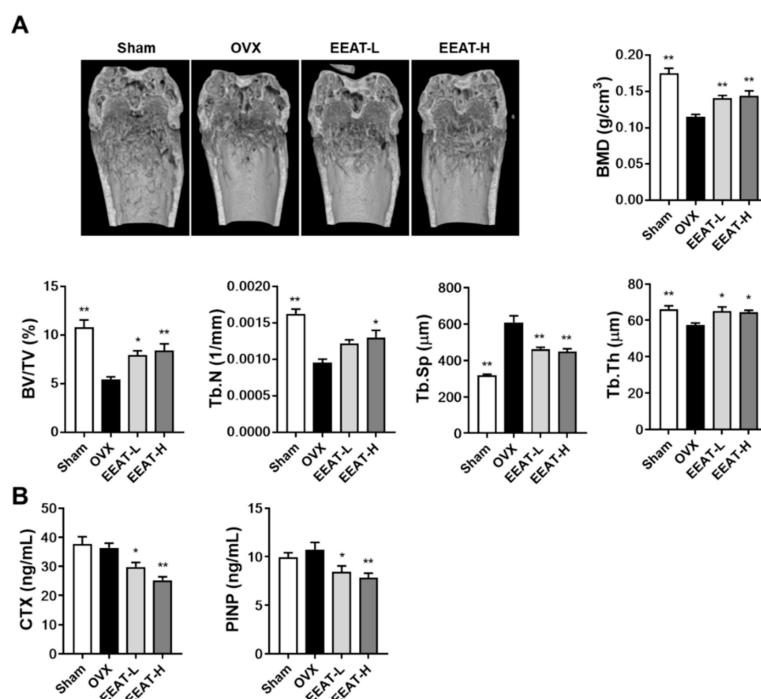 A
Sham OVX EEAT-L EEAT-H
BMD (g/cm³)
0.20
0.15
0.10
0.05
0.00
** ** **
Sham OVX EEAT-L EEAT-H
BV/TV (%)
15
10
5
0
** * **
Sham OVX EEAT-L EEAT-H
Tb.N (1/mm)
0.0020
0.0015
0.0010
0.0005
0.0000
** *
Sham OVX EEAT-L EEAT-H
Tb.Sp (μm)
800
600
400
200
0
** ** **
Sham OVX EEAT-L EEAT-H
Tb.Th (μm)
80
60
40
20
0
** * *
Sham OVX EEAT-L EEAT-H
B
CTX (ng/mL)
50
40
30
20
10
0
* **
Sham OVX EEAT-L EEAT-H
PINP (ng/mL)
15
10
5
0
* **
Sham OVX EEAT-L EEAT-H